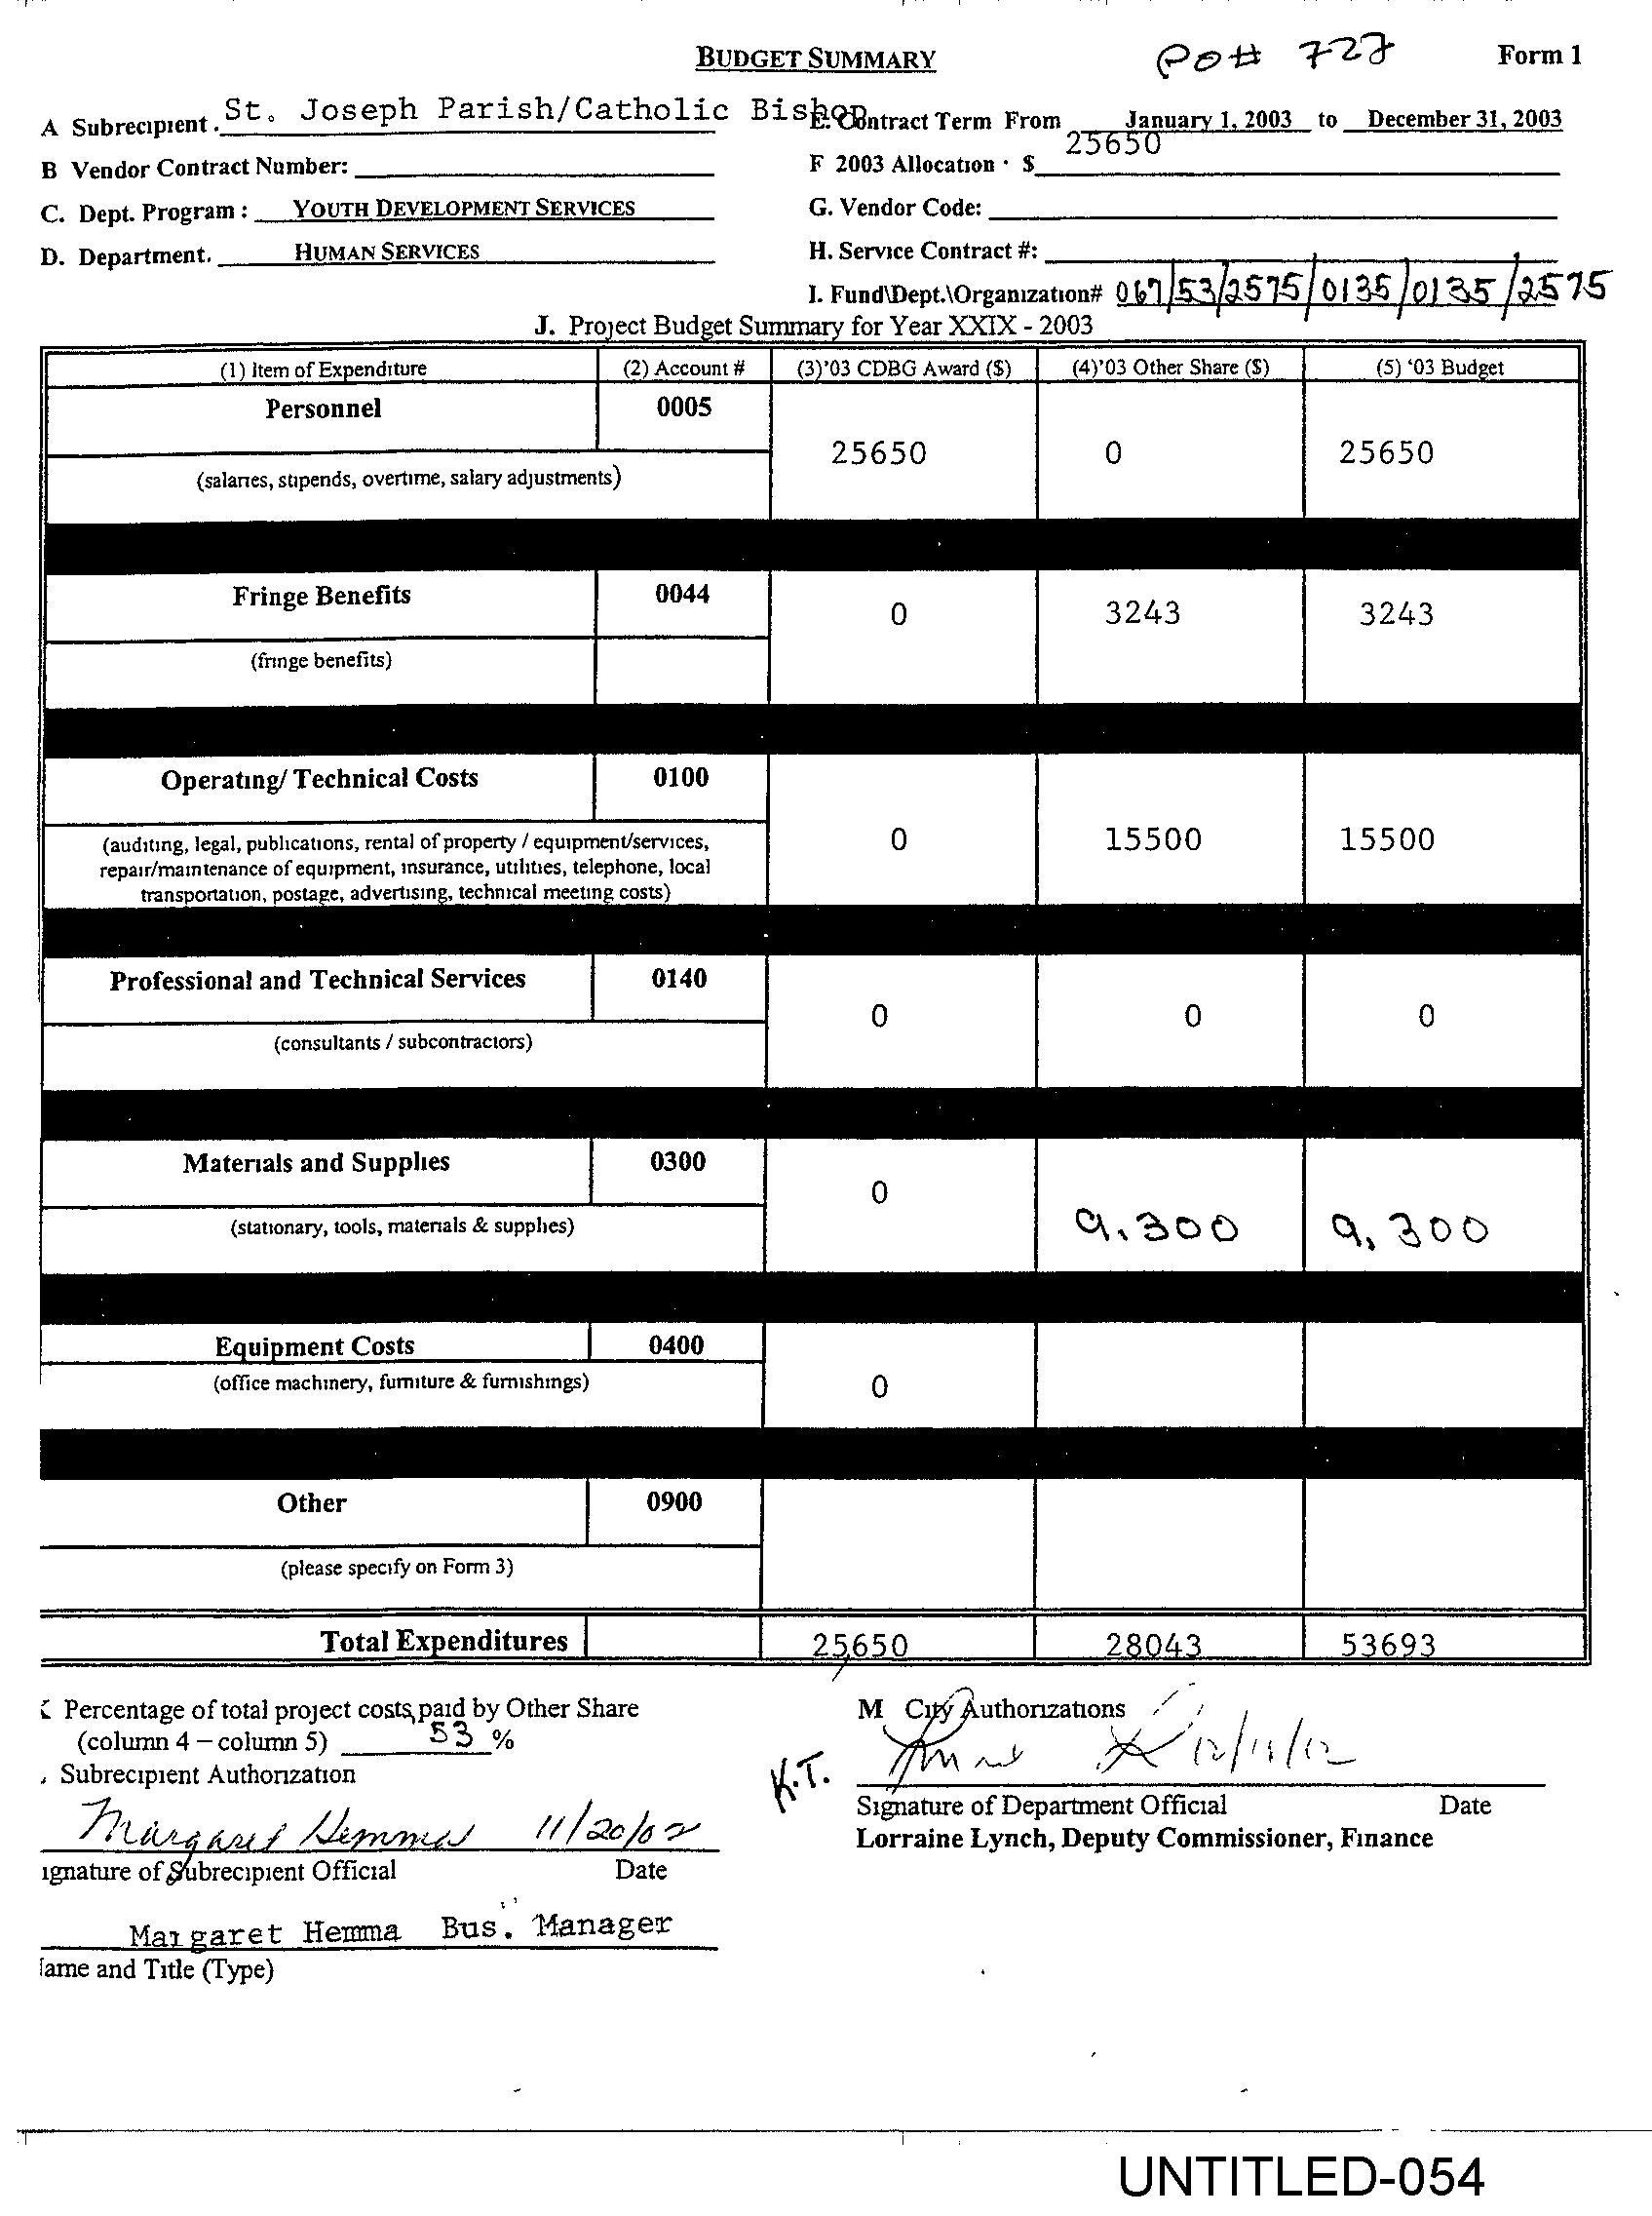 BUDGET SUMMARY
PO# 727
Form 1
A Subrecipient. St. Joseph Parish/Catholic Bishop
E. Contract Term From January 1, 2003 to December 31, 2003
B Vendor Contract Number:
F 2003 Allocation · $ 25650
C. Dept. Program : YOUTH DEVELOPMENT SERVICES
G. Vendor Code:
D. Department. HUMAN SERVICES
H. Service Contract #:
I. Fund\Dept.\Organization# 067/53/2575/0135/0135/2575
J. Project Budget Summary for Year XXIX - 2003
(1) Item of Expenditure (2) Account # (3)'03 CDBG Award ($) (4)'03 Other Share ($) (5) '03 Budget
Personnel 0005
25650 0 25650
(salaries, stipends, overtime, salary adjustments)
Fringe Benefits 0044
0 3243 3243
(fringe benefits)
Operating/ Technical Costs 0100
0 15500 15500
(auditing, legal, publications, rental of property / equipment/services,
repair/maintenance of equipment, insurance, utilities, telephone, local
transportation, postage, advertising, technical meeting costs)
Professional and Technical Services 0140
0 0 0
(consultants / subcontractors)
Materials and Supplies 0300
0
(stationary, tools, materials & supplies)
9,300 9,300
Equipment Costs 0400
(office machinery, furniture & furnishings)
0
Other 0900
(please specify on Form 3)
Total Expenditures 25,650 28043 53693
Percentage of total project costs paid by Other Share
(column 4 – column 5) 53 %
M City Authorizations
Subrecipient Authorization
K.T.
Margaret Hemma 11/20/02
Signature of Department Official Date
Lorraine Lynch, Deputy Commissioner, Finance
ignature of Subrecipient Official Date
Margaret Hemma Bus. Manager
ame and Title (Type)
UNTITLED-054